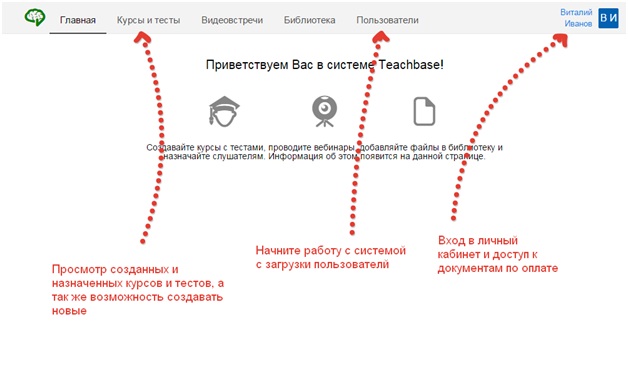 Главная Курсы и тесты Видеовстречи Библиотека Пользователи Виталий Иванов ВИ
Приветствуем Вас в системе Teachbase!
Создавайте курсы с тестами, проводите вебинары, добавляйте файлы в библиотеку и
назначайте слушателям. Информация об этом появится на данной странице.
Просмотр созданных и
назначенных курсов и тестов, а
так же возможность создавать
новые
Начните работу с системой
с загрузки пользователй
Вход в личный
кабинет и доступ к
документам по оплате